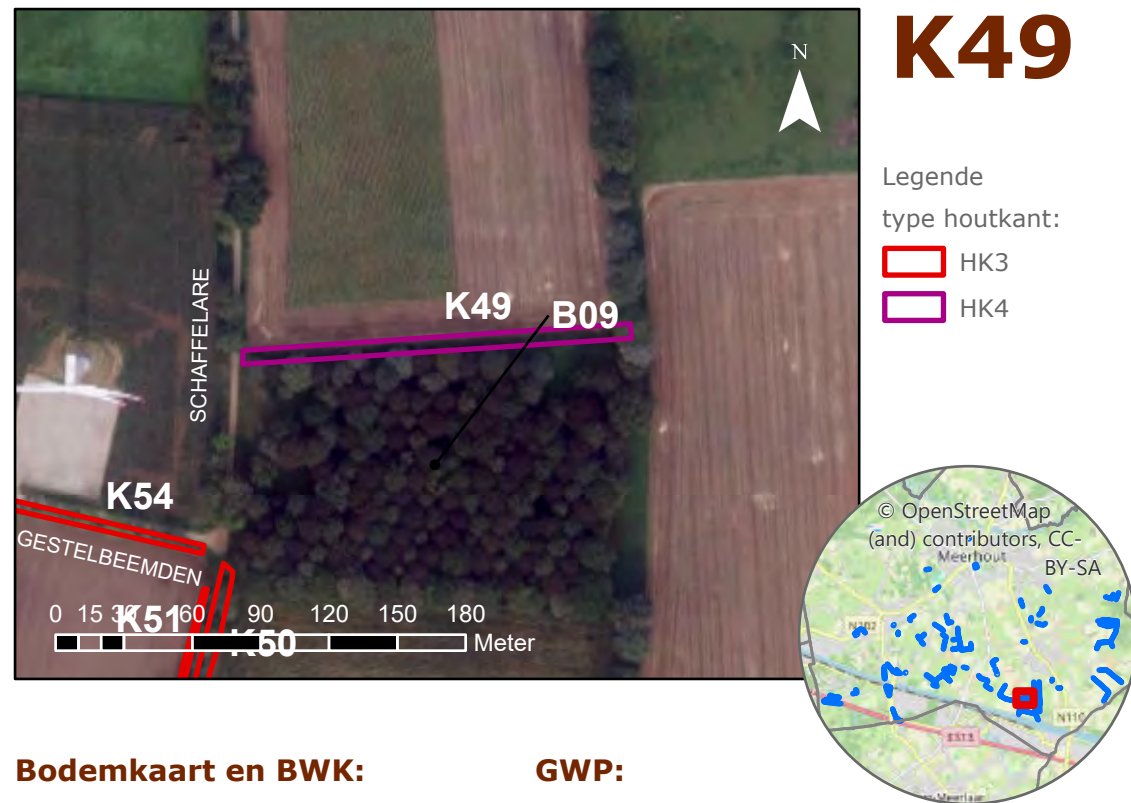 K49
N
Legende
type houtkant:
HK3
HK4
SCHAFFELARE
K49
B09
K54
GESTELBEEMDEN
0 15 30 60 90 120 150 180
Meter
K51
K50
© OpenStreetMap
(and) contributors, CC-
BY-SA
Meerhout
N102
N110
E313
Bodemkaart en BWK:
GWP: